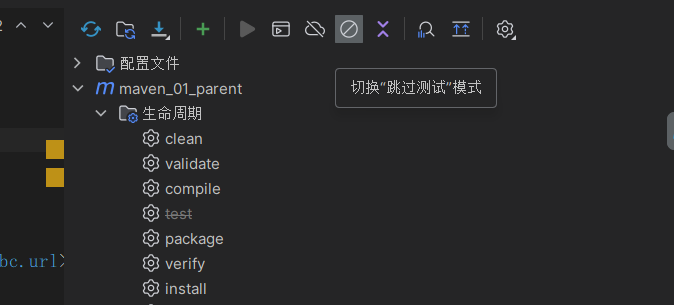 配置文件
m maven_01_parent
切换“跳过测试”模式
生命周期
clean
validate
compile
test
package
verify
bc.url>
install